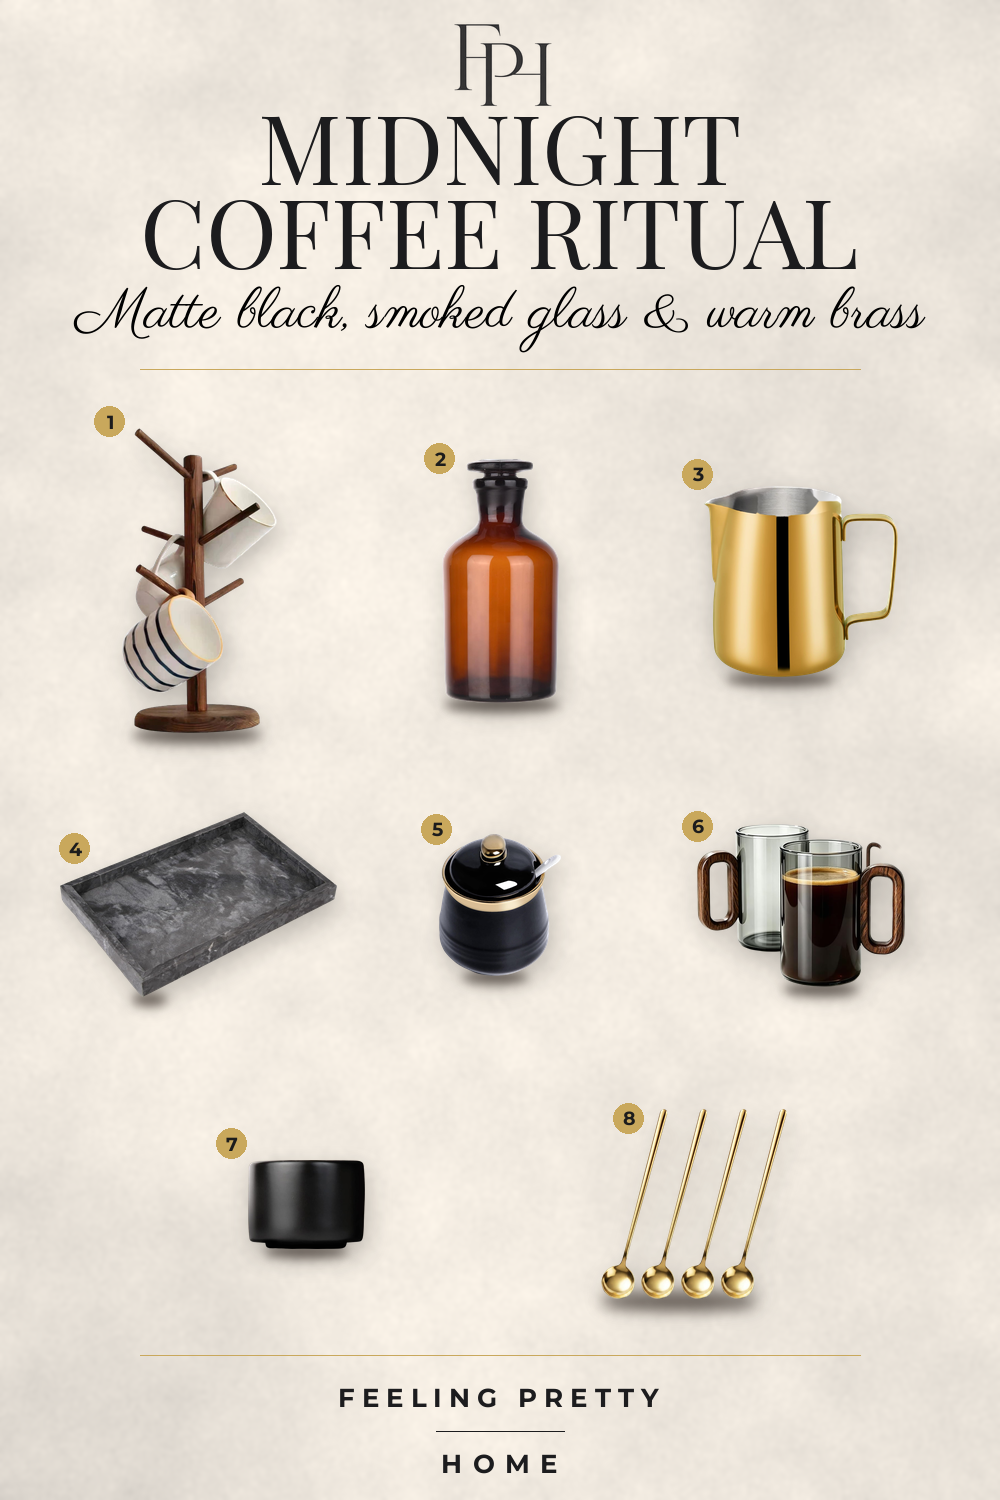 FPH
MIDNIGHT
COFFEE RITUAL
Matte black, smoked glass & warm brass
1
2
3
4
5
6
7
8
FEELING PRETTY
HOME